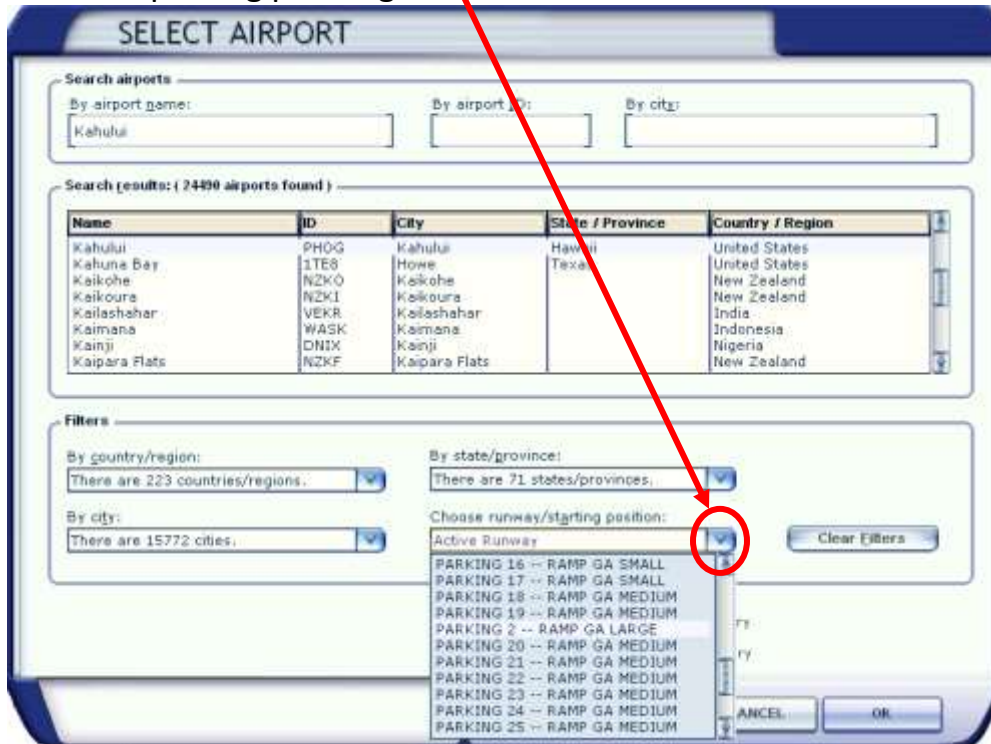 SELECT AIRPORT
Search airports
By airport name: By airport ID: By city:
Kahului
Search results: ( 24490 airports found )
Name ID City State / Province Country / Region
Kahului PHOG Kahului Hawaii United States
Kahuna Bay 1TE8 Howe Texas United States
Kaikohe NZKO Kaikohe New Zealand
Kaikoura NZKI Kaikoura New Zealand
Kailashahar VEKR Kailashahar India
Kaimana WASK Kaimana Indonesia
Kainji DNIX Kainji Nigeria
Kaipara Flats NZKF Kaipara Flats New Zealand
Filters
By country/region: By state/province:
There are 223 countries/regions. There are 71 states/provinces.
By city: Choose runway/starting position:
There are 15772 cities. Active Runway Clear Filters
PARKING 16 -- RAMP GA SMALL
PARKING 17 -- RAMP GA SMALL
PARKING 18 -- RAMP GA MEDIUM
PARKING 19 -- RAMP GA MEDIUM
PARKING 2 -- RAMP GA LARGE
PARKING 20 -- RAMP GA MEDIUM
PARKING 21 -- RAMP GA MEDIUM
PARKING 22 -- RAMP GA MEDIUM
PARKING 23 -- RAMP GA MEDIUM
PARKING 24 -- RAMP GA MEDIUM
PARKING 25 -- RAMP GA MEDIUM
ANCEL OK